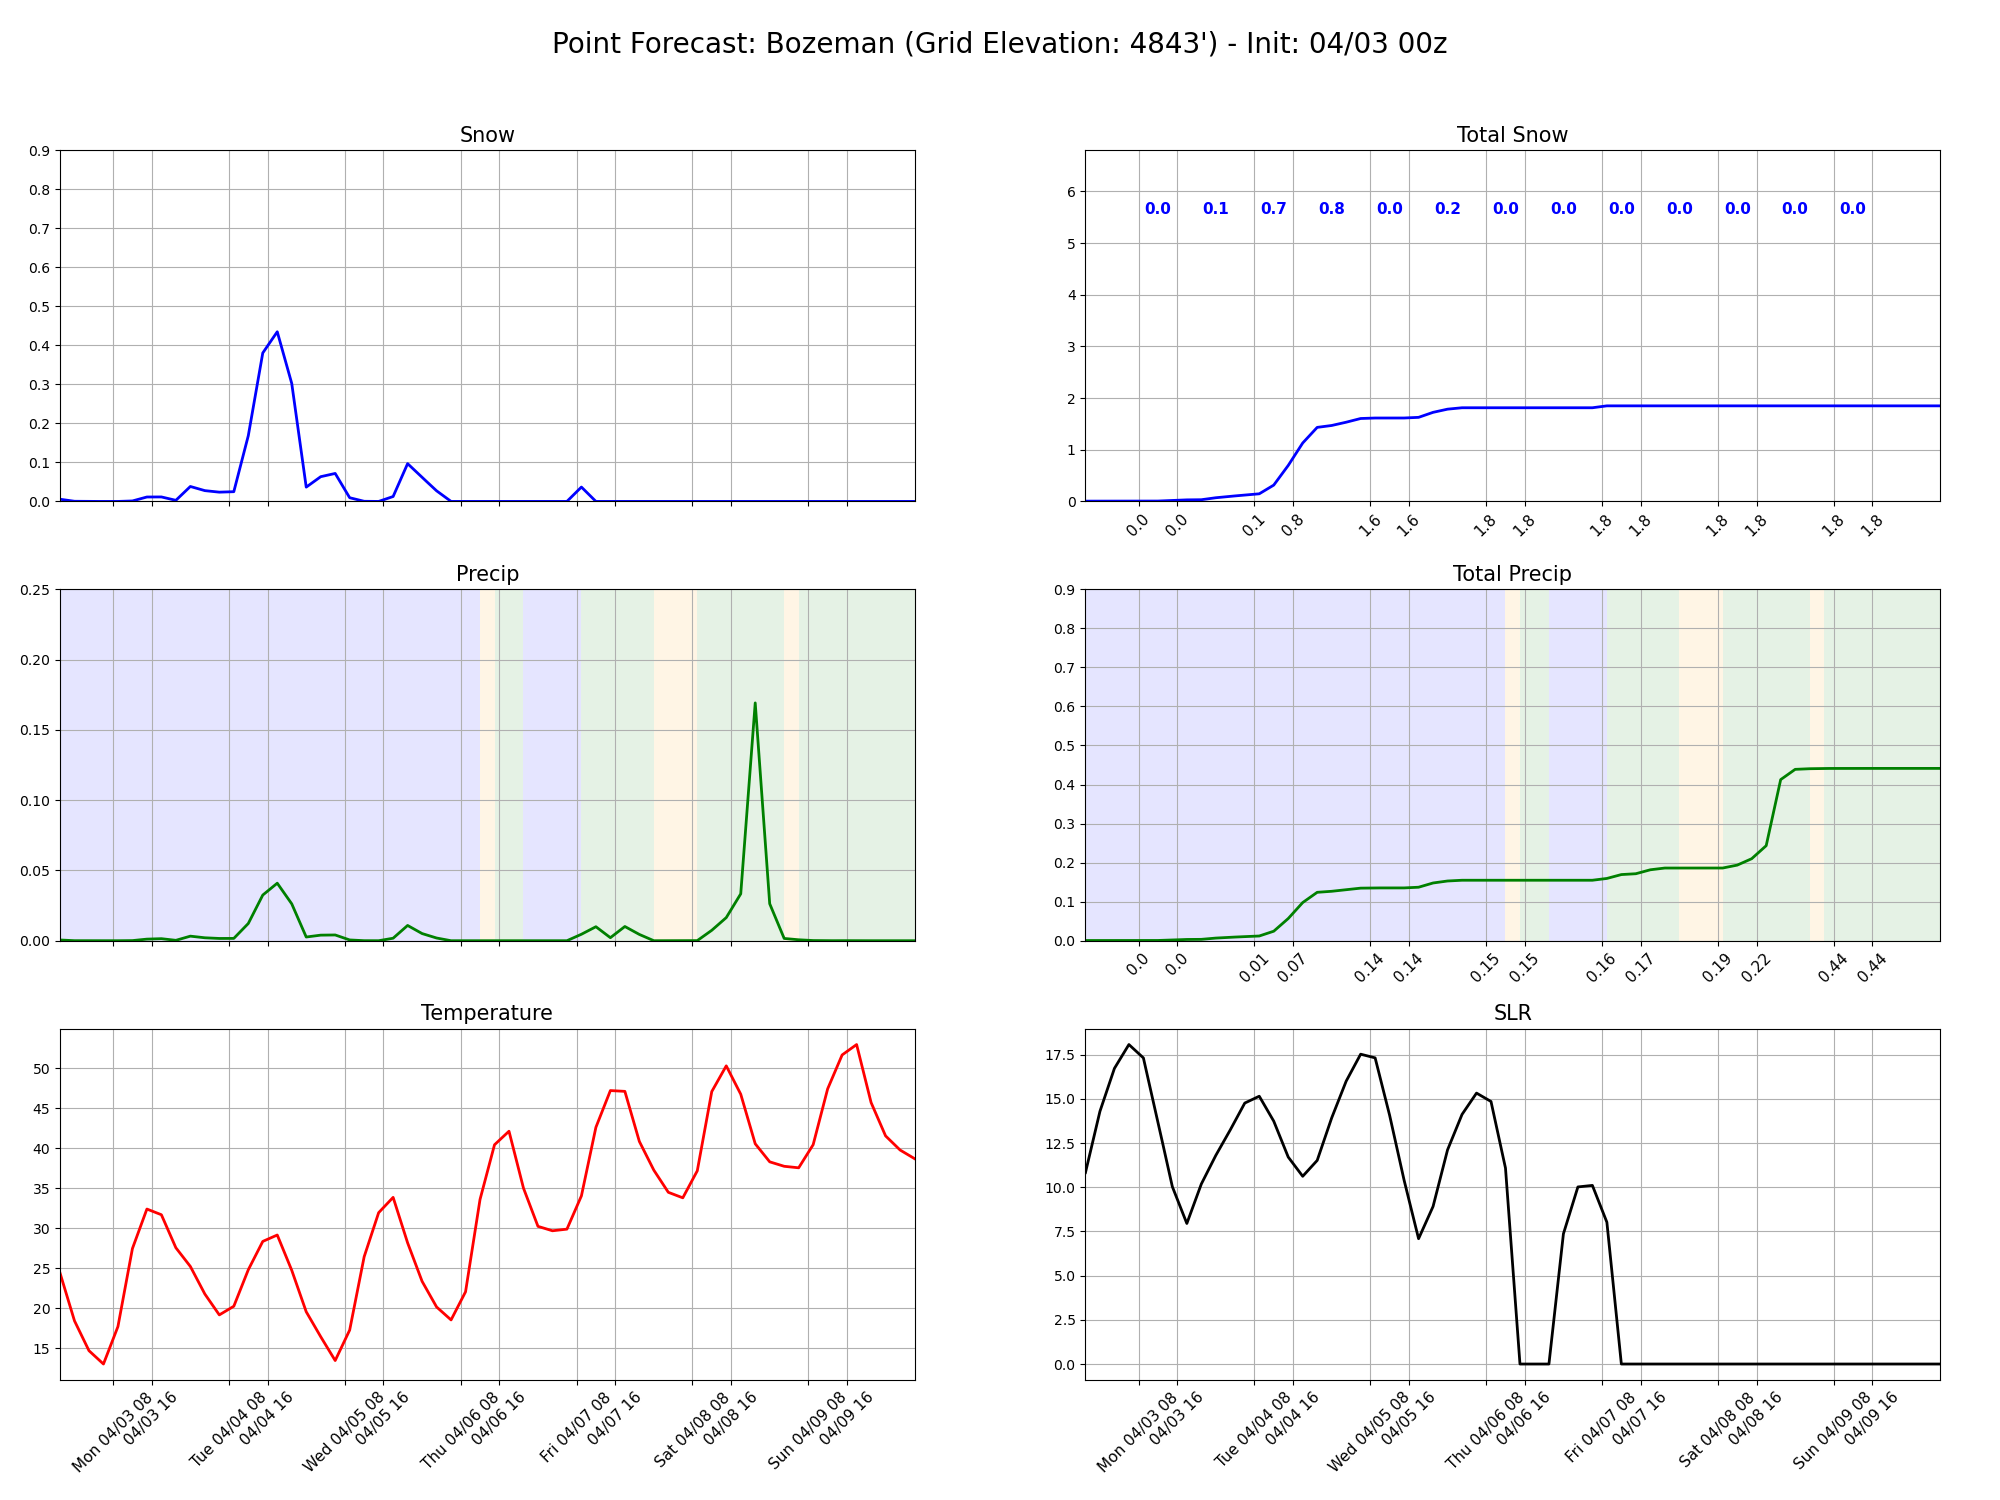 Point Forecast: Bozeman (Grid Elevation: 4843') - Init: 04/03 00z
Snow
0.9
0.8
0.7
0.6
0.5
0.4
0.3
0.2
0.1
0.0
Total Snow
6
5
4
3
2
1
0
0.0 0.1 0.7 0.8 0.0 0.2 0.0 0.0 0.0 0.0 0.0 0.0 0.0
0.0 0.0 0.1 0.8 1.6 1.6 1.8 1.8 1.8 1.8 1.8 1.8 1.8 1.8
Precip
0.25
0.20
0.15
0.10
0.05
0.00
Total Precip
0.9
0.8
0.7
0.6
0.5
0.4
0.3
0.2
0.1
0.0
0.0 0.0 0.01 0.07 0.14 0.14 0.15 0.15 0.16 0.17 0.19 0.22 0.44 0.44
Temperature
50
45
40
35
30
25
20
15
Mon 04/03 08
04/03 16
Tue 04/04 08
04/04 16
Wed 04/05 08
04/05 16
Thu 04/06 08
04/06 16
Fri 04/07 08
04/07 16
Sat 04/08 08
04/08 16
Sun 04/09 08
04/09 16
SLR
17.5
15.0
12.5
10.0
7.5
5.0
2.5
0.0
Mon 04/03 08
04/03 16
Tue 04/04 08
04/04 16
Wed 04/05 08
04/05 16
Thu 04/06 08
04/06 16
Fri 04/07 08
04/07 16
Sat 04/08 08
04/08 16
Sun 04/09 08
04/09 16